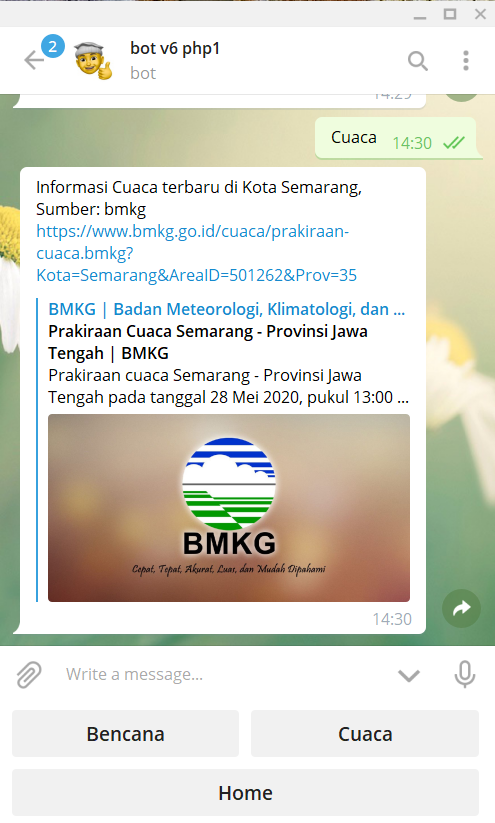 2
bot v6 php1
bot
14:29
Cuaca
14:30
Informasi Cuaca terbaru di Kota Semarang,
Sumber: bmkg
https://www.bmkg.go.id/cuaca/prakiraan-
cuaca.bmkg?
Kota=Semarang&AreaID=501262&Prov=35
BMKG | Badan Meteorologi, Klimatologi, dan ...
Prakiraan Cuaca Semarang - Provinsi Jawa
Tengah | BMKG
Prakiraan cuaca Semarang - Provinsi Jawa
Tengah pada tanggal 28 Mei 2020, pukul 13:00 ...
BMKG
Cepat, Tepat, Akurat, Luas, dan Mudah Dipahami
14:30
Write a message...
Bencana
Cuaca
Home